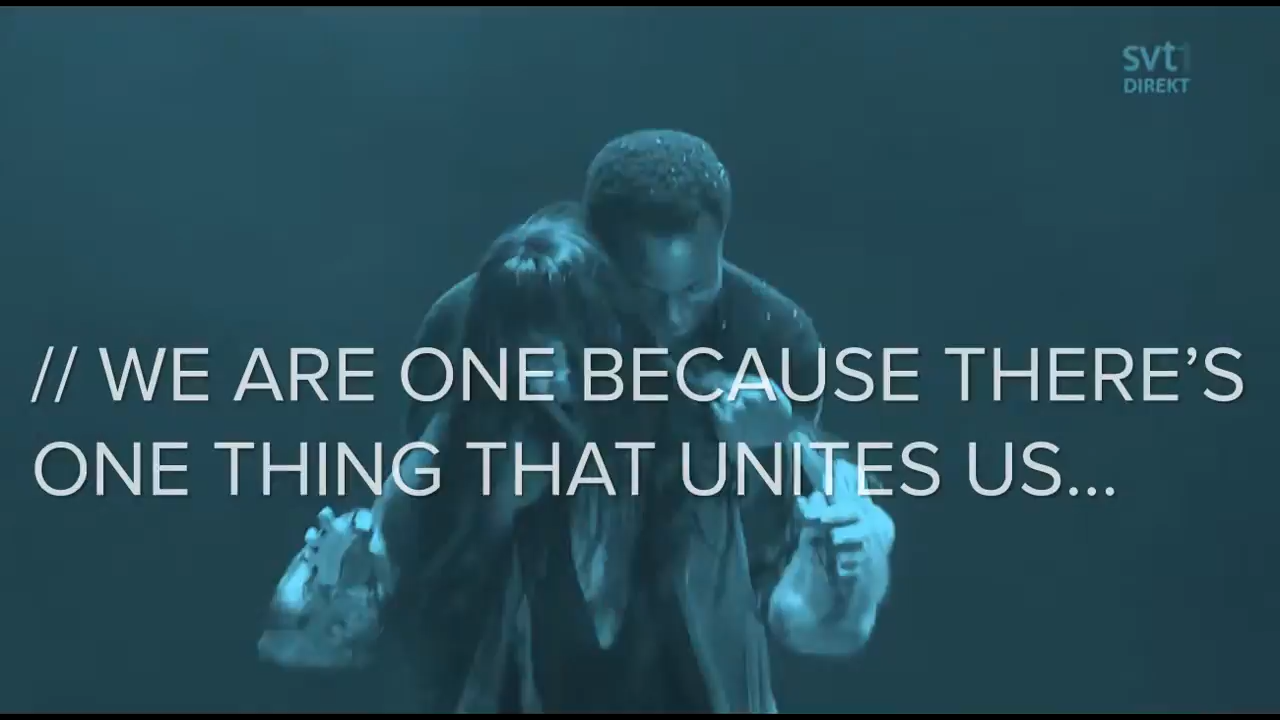 svt1
DIREKT
// WE ARE ONE BECAUSE THERE’S
ONE THING THAT UNITES US...